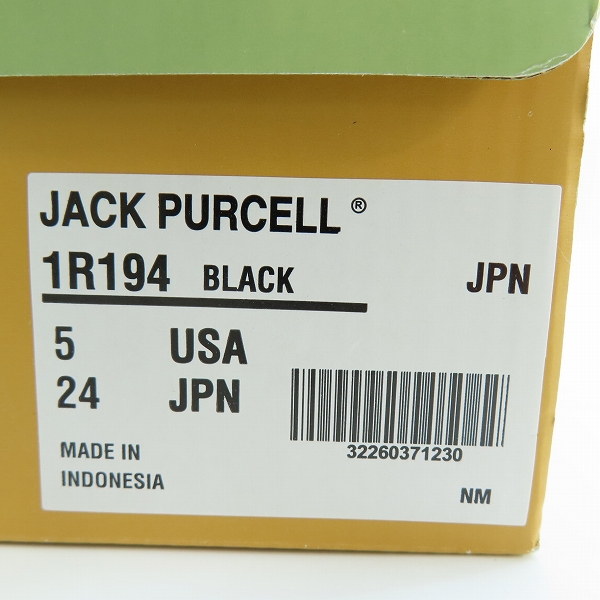 JACK PURCELL ®
1R194 BLACK JPN
5 USA
24 JPN
32260371230
MADE IN
INDONESIA
NM